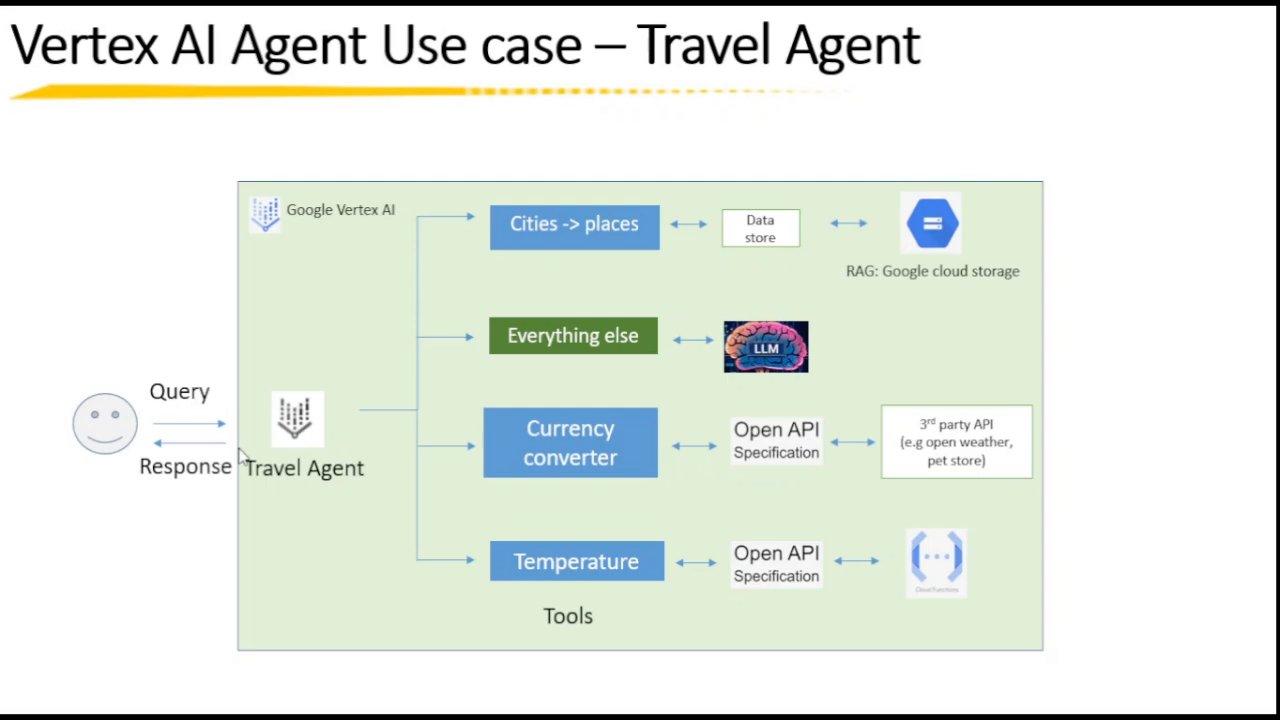 Vertex AI Agent Use case – Travel Agent
Google Vertex AI
Cities -> places
Data
store
RAG: Google cloud storage
Everything else
LLM
Query
Response
Travel Agent
Currency
converter
Open API
Specification
3rd party API
(e.g open weather,
pet store)
Temperature
Open API
Specification
Cloud Functions
Tools